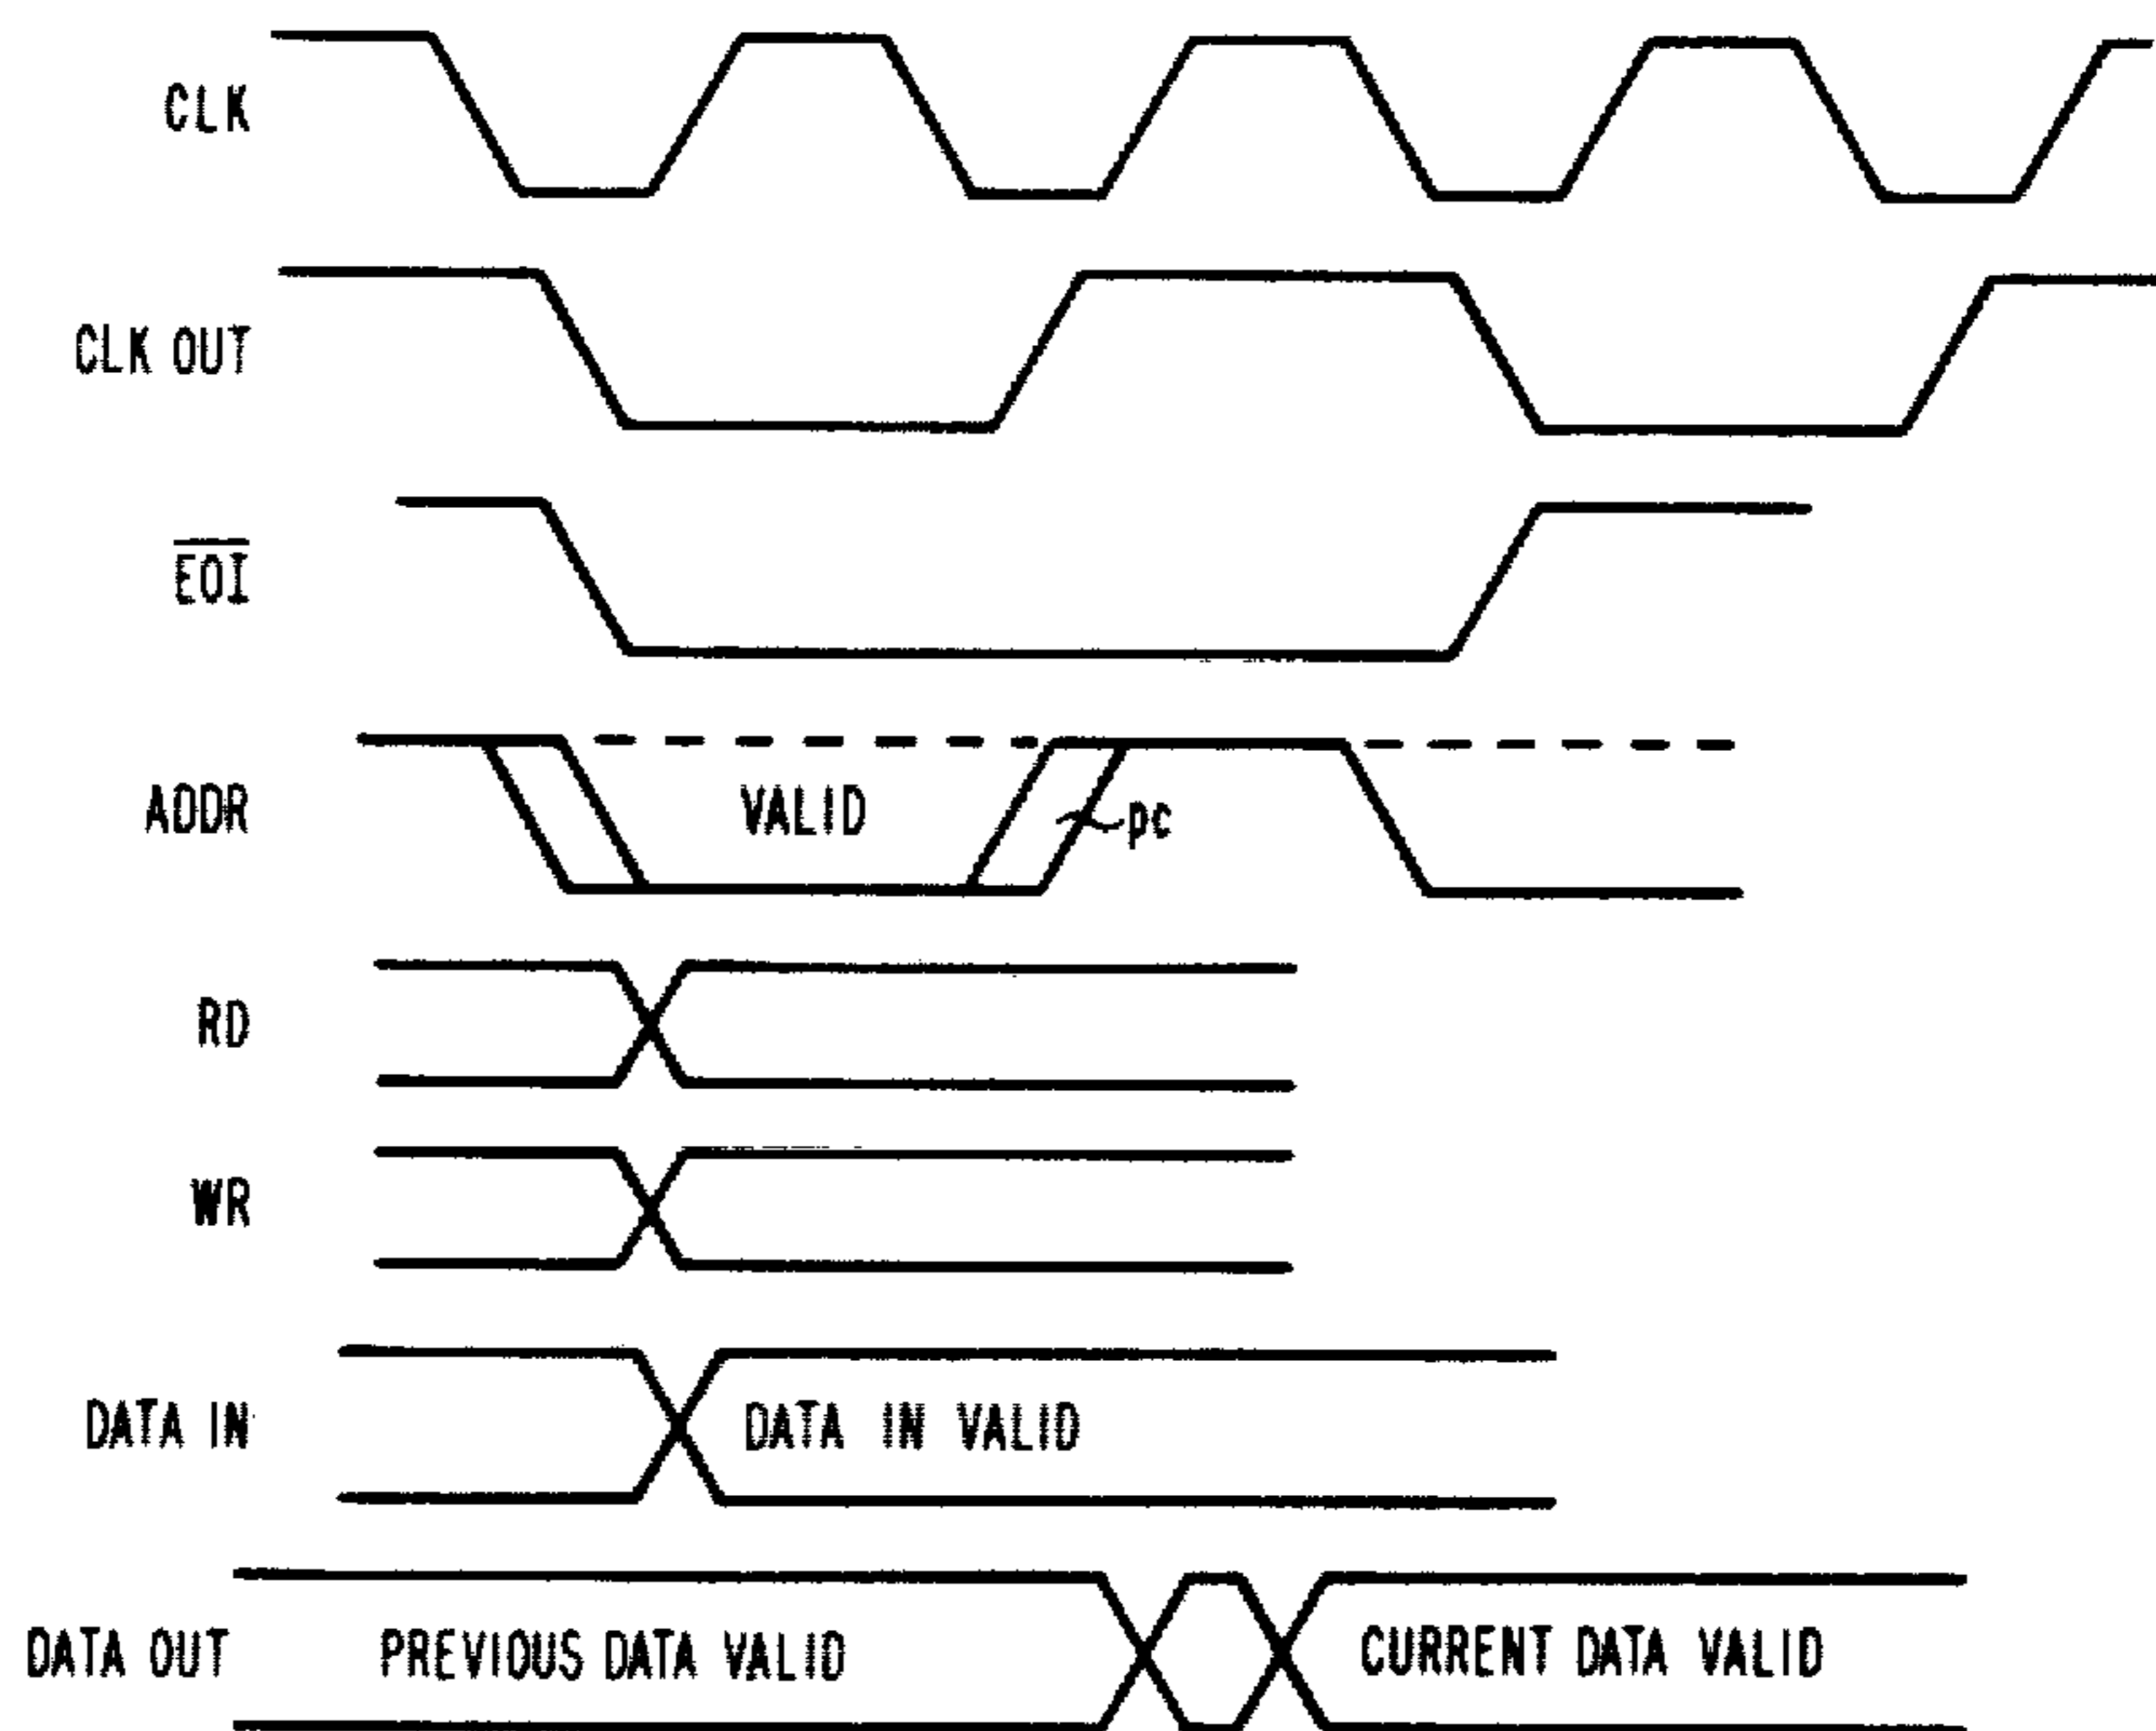 CLK
CLK OUT
EOI
ADDR
VALID
pc
RD
WR
DATA IN
DATA IN VALID
DATA OUT
PREVIOUS DATA VALID
CURRENT DATA VALID